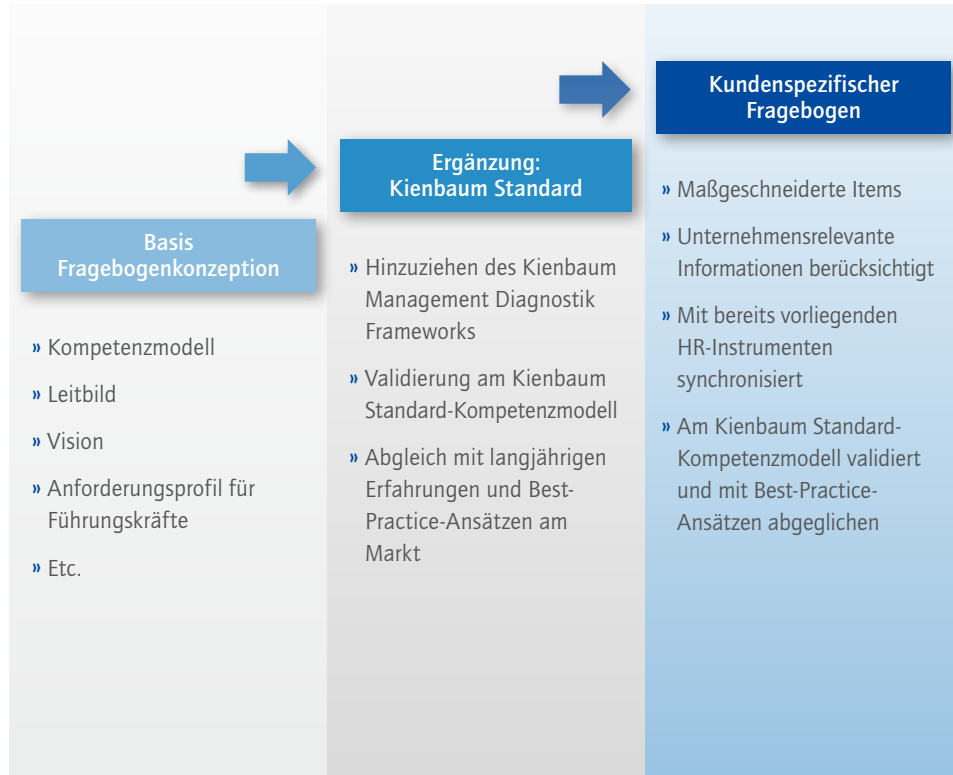 Basis
Fragebogenkonzeption
» Kompetenzmodell
» Leitbild
» Vision
» Anforderungsprofil für
Führungskräfte
» Etc.
Ergänzung:
Kienbaum Standard
» Hinzuziehen des Kienbaum
Management Diagnostik
Frameworks
» Validierung am Kienbaum
Standard-Kompetenzmodell
» Abgleich mit langjährigen
Erfahrungen und Best-
Practice-Ansätzen am
Markt
Kundenspezifischer
Fragebogen
» Maßgeschneiderte Items
» Unternehmensrelevante
Informationen berücksichtigt
» Mit bereits vorliegenden
HR-Instrumenten
synchronisiert
» Am Kienbaum Standard-
Kompetenzmodell validiert
und mit Best-Practice-
Ansätzen abgeglichen